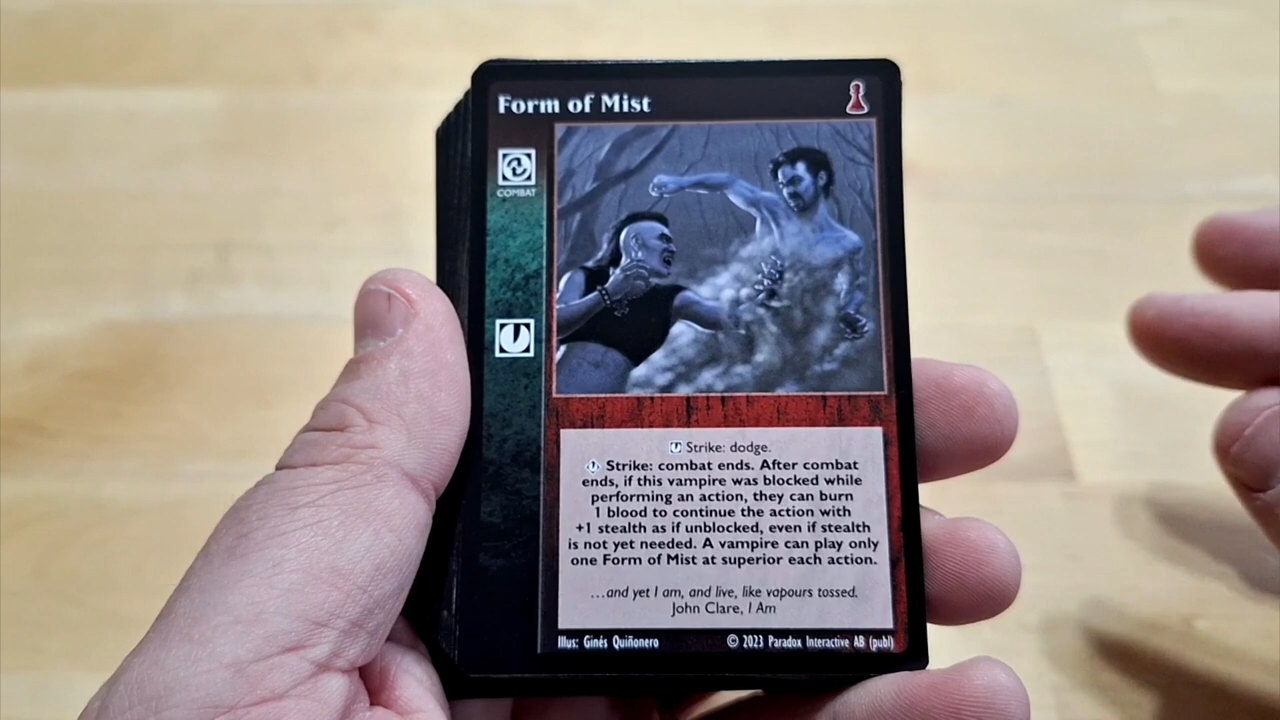 Form of Mist
COMBAT
Strike: dodge.
Strike: combat ends. After combat
ends, if this vampire was blocked while
performing an action, they can burn
1 blood to continue the action with
+1 stealth as if unblocked, even if stealth
is not yet needed. A vampire can play only
one Form of Mist at superior each action.
...and yet I am, and live, like vapours tossed.
John Clare, I Am
Illus: Ginés Quiñonero © 2023 Paradox Interactive AB (publ)